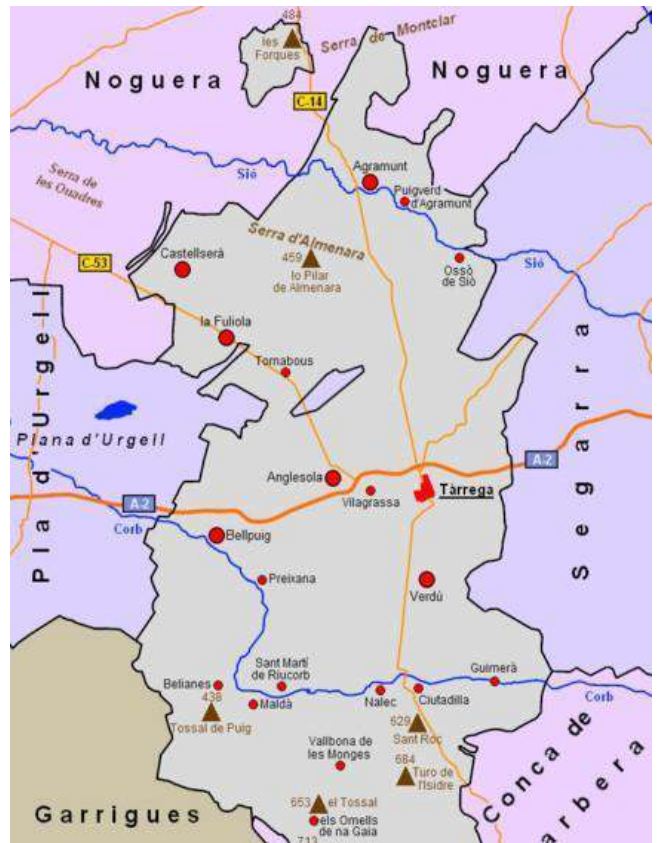 484
les
Forques
Serra de Montclar
Noguera
Noguera
C-14
Serra de
les Quadres
Sió
Agramunt
Puigverd
d'Agramunt
Serra d'Almenara
459
lo Pilar
de Almenara
Castellserà
C-53
Ossó
de Sió
Sió
la Fuliola
Tornabous
Pla d'Urgell
Plana d'Urgell
Segarra
A-2
Anglesola
Vilagrassa
Tàrrega
A-2
Corb
Bellpuig
Preixana
Verdú
Sant Martí
de Riucorb
Guimerà
Belianes
438
Maldà
Nalec
Ciutadilla
Corb
Tossal de Puig
629
Sant Roc
Vallbona de
les Monges
684
Turo de
l'Isidre
Conca de
arbera
653
el Tossal
Garrigues
els Omells
de na Gaia
713